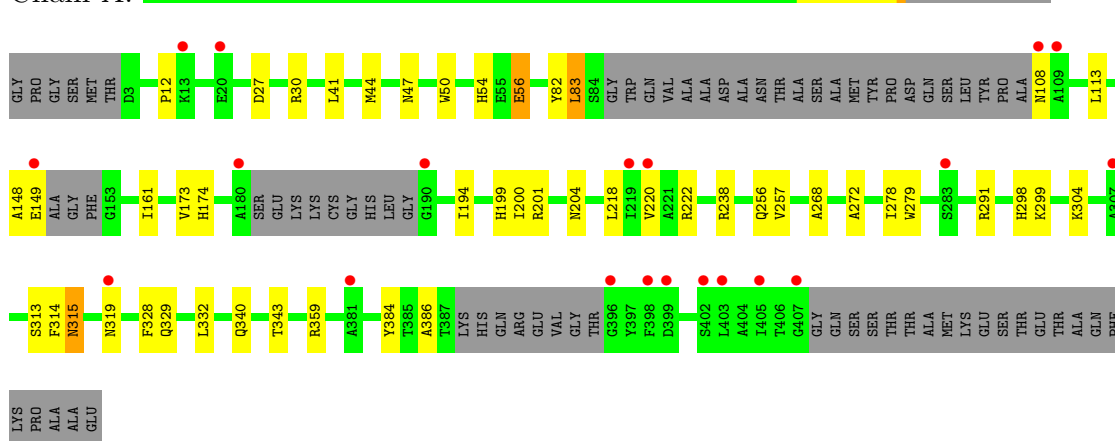 GLY PRO GLY SER MET THR D3 P12 K13 E20 D27 R30 L41 M44 N47 W50 H54 E55 E56 Y82 L83 S84 GLY TRP GLN VAL ALA ALA ASP ALA ASN THR ALA SER ALA MET TYR PRO ASP GLN SER LEU TYR PRO ALA N108 A109 L113
A148 E149 ALA GLY PHE G153 I161 V173 H174 A180 SER GLU LYS LYS CYS GLY HIS LEU GLY G190 I194 H199 I200 R201 N204 L218 I219 V220 A221 R222 R238 Q256 V257 A268 A272 I278 W279 S283 R291 H298 K299 K304 A307
S313 F314 N315 N319 F328 Q329 L332 Q340 T343 R359 A381 Y384 T385 A386 T387 LYS HIS GLN ARG GLU VAL GLY THR G396 Y397 F398 D399 S402 L403 A404 I405 T406 G407 GLY GLN SER SER THR THR ALA MET LYS GLU SER THR GLU THR ALA GLN PHE
LYS PRO ALA ALA GLU